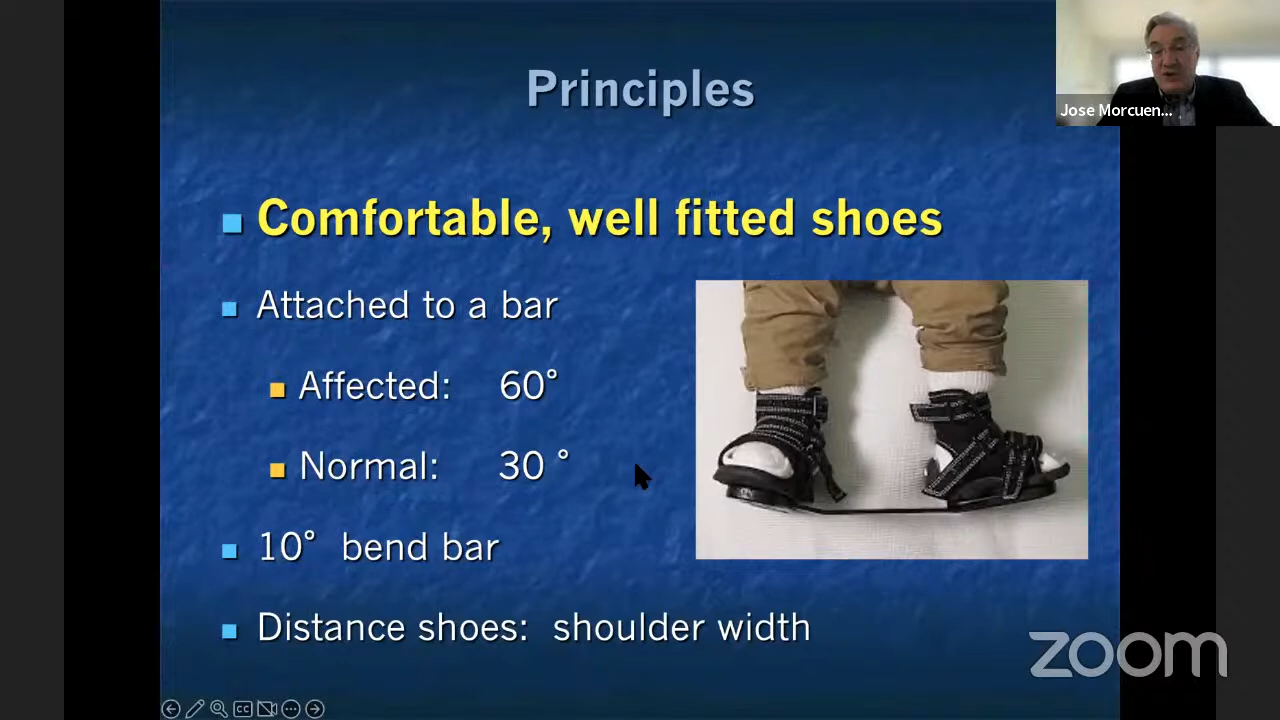 Principles
Jose Morcuen...
Comfortable, well fitted shoes
Attached to a bar
Affected: 60°
Normal: 30 °
10° bend bar
Distance shoes: shoulder width
zoom
CC